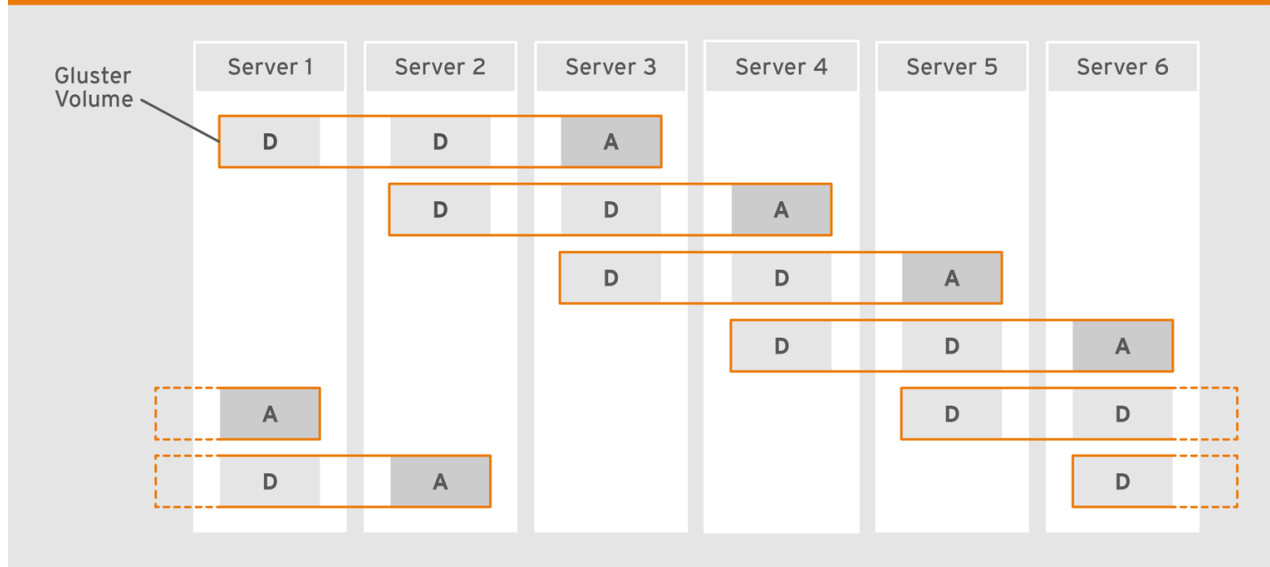 Server 1 Server 2 Server 3 Server 4 Server 5 Server 6
Gluster
Volume
D D A
D D A
D D A
D D A
A D D
D A D